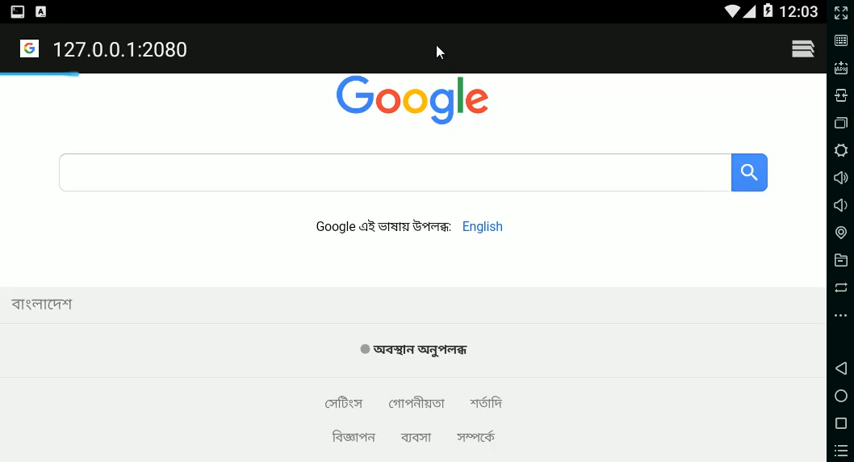 12:03
127.0.0.1:2080
Google
Google এই ভাষায় উপলব্ধ: English
বাংলাদেশ
অবস্থান অনুপলব্ধ
সেটিংস গোপনীয়তা শর্তাদি
বিজ্ঞাপন ব্যবসা সম্পর্কে